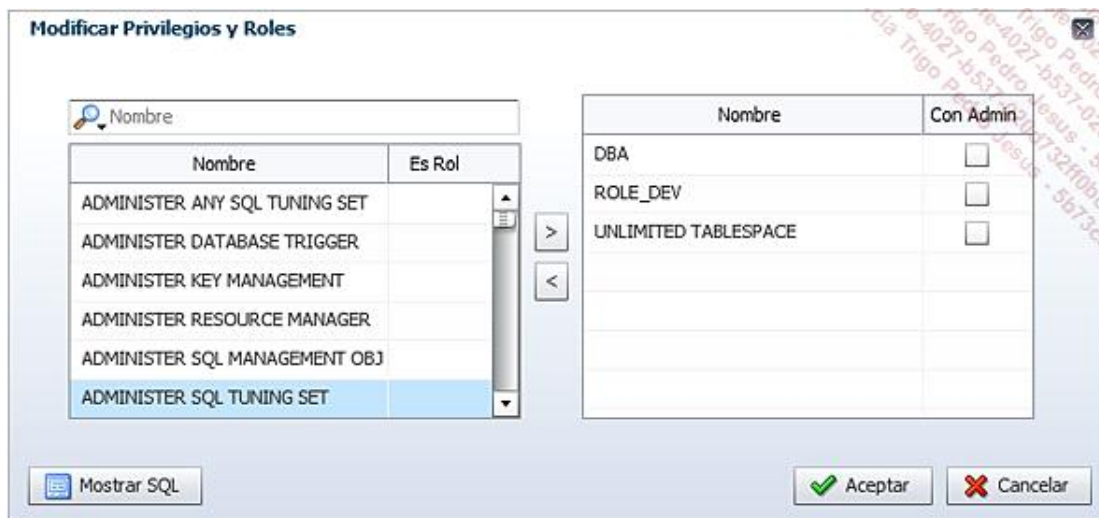 Modificar Privilegios y Roles
Nombre
Nombre Es Rol
ADMINISTER ANY SQL TUNING SET
ADMINISTER DATABASE TRIGGER
ADMINISTER KEY MANAGEMENT
ADMINISTER RESOURCE MANAGER
ADMINISTER SQL MANAGEMENT OBJ
ADMINISTER SQL TUNING SET
>
<
Nombre Con Admin
DBA
ROLE_DEV
UNLIMITED TABLESPACE
Mostrar SQL
Aceptar
Cancelar